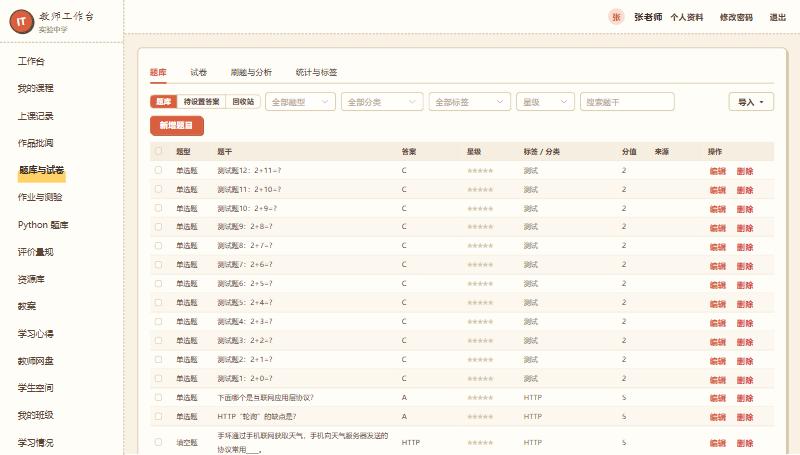 IT 教师工作台
实验中学
张 张老师 个人资料 修改密码 退出
工作台
我的课程
上课记录
作品批阅
题库与试卷
作业与测验
Python 题库
评价量规
资源库
教案
学习心得
教师网盘
学生空间
我的班级
学习情况
题库 试卷 刷题与分析 统计与标签
题库 待设置答案 回收站 全部题型 全部分类 全部标签 星级 搜索题干 导入
新增题目
题型 题干 答案 星级 标签 / 分类 分值 来源 操作
单选题 测试题12：2+11=? C ★★★★★ 测试 2 编辑 删除
单选题 测试题11：2+10=? C ★★★★★ 测试 2 编辑 删除
单选题 测试题10：2+9=? C ★★★★★ 测试 2 编辑 删除
单选题 测试题9：2+8=? C ★★★★★ 测试 2 编辑 删除
单选题 测试题8：2+7=? C ★★★★★ 测试 2 编辑 删除
单选题 测试题7：2+6=? C ★★★★★ 测试 2 编辑 删除
单选题 测试题6：2+5=? C ★★★★★ 测试 2 编辑 删除
单选题 测试题5：2+4=? C ★★★★★ 测试 2 编辑 删除
单选题 测试题4：2+3=? C ★★★★★ 测试 2 编辑 删除
单选题 测试题3：2+2=? C ★★★★★ 测试 2 编辑 删除
单选题 测试题2：2+1=? C ★★★★★ 测试 2 编辑 删除
单选题 测试题1：2+0=? C ★★★★★ 测试 2 编辑 删除
单选题 下面哪个是互联网应用层协议? A ★★★★★ HTTP 5 编辑 删除
单选题 HTTP“轮询”的缺点是? A ★★★★★ HTTP 5 编辑 删除
填空题 手环通过手机联网获取天气，手机向天气服务器发送的 HTTP ★★★★★ HTTP 5 编辑 删除
协议常用____。